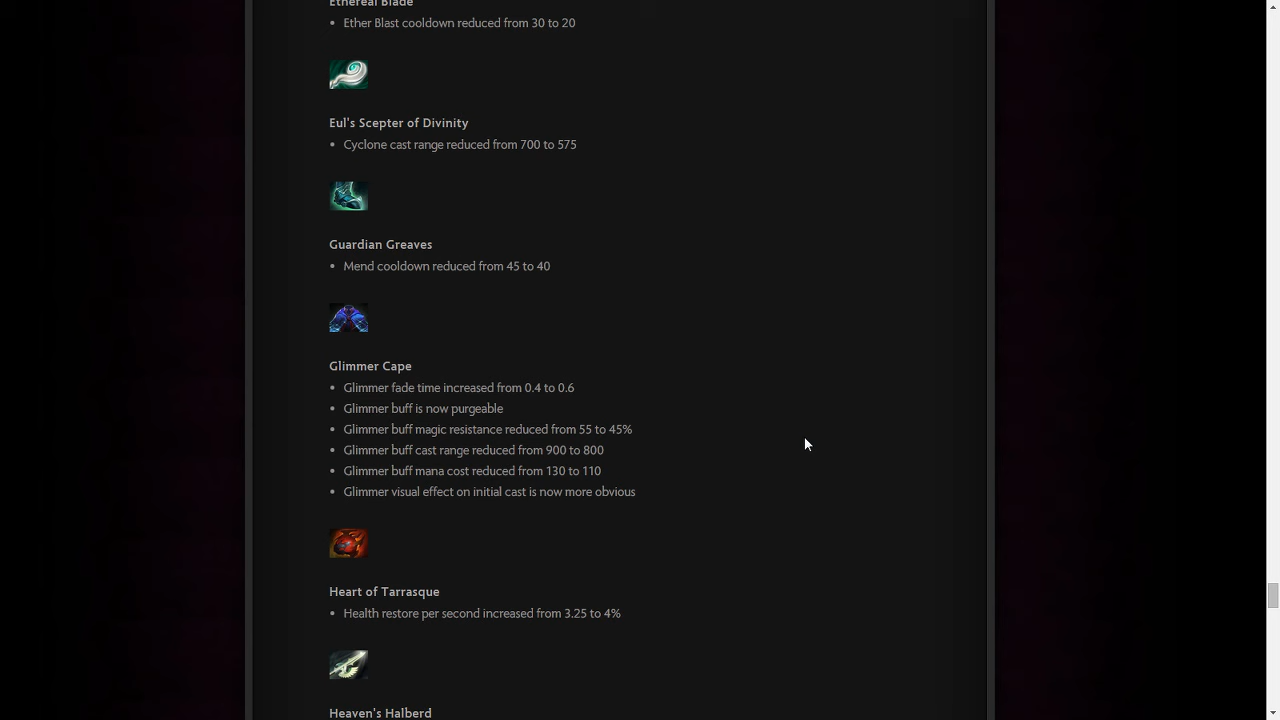 Ethereal Blade
• Ether Blast cooldown reduced from 30 to 20
Eul's Scepter of Divinity
• Cyclone cast range reduced from 700 to 575
Guardian Greaves
• Mend cooldown reduced from 45 to 40
Glimmer Cape
• Glimmer fade time increased from 0.4 to 0.6
• Glimmer buff is now purgeable
• Glimmer buff magic resistance reduced from 55 to 45%
• Glimmer buff cast range reduced from 900 to 800
• Glimmer buff mana cost reduced from 130 to 110
• Glimmer visual effect on initial cast is now more obvious
Heart of Tarrasque
• Health restore per second increased from 3.25 to 4%
Heaven's Halberd